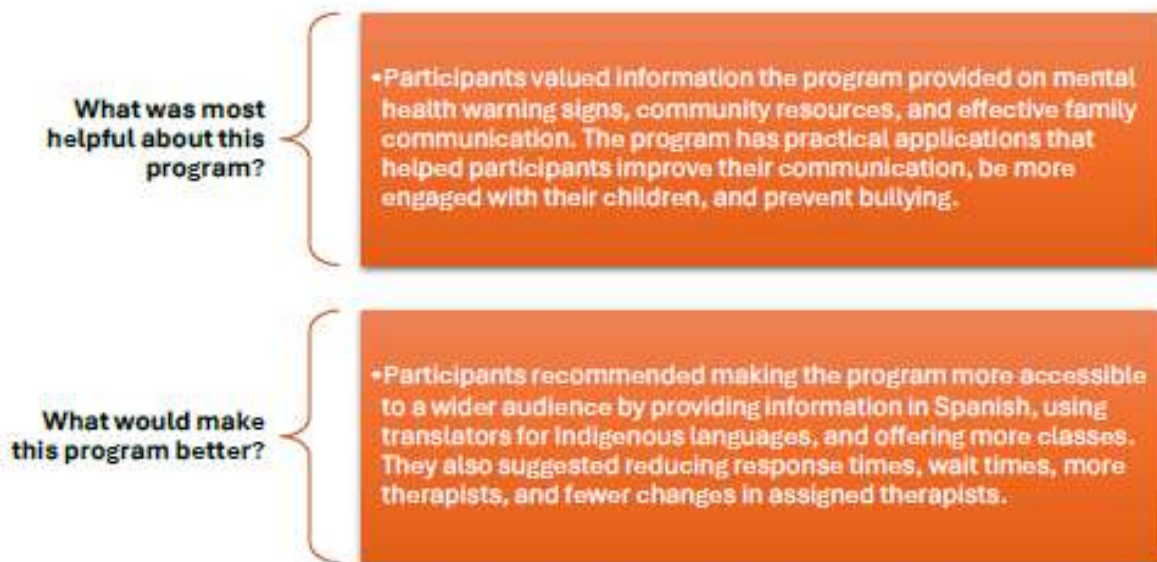 What was most
helpful about this
program?
•Participants valued information the program provided on mental
health warning signs, community resources, and effective family
communication. The program has practical applications that
helped participants improve their communication, be more
engaged with their children, and prevent bullying.
What would make
this program better?
•Participants recommended making the program more accessible
to a wider audience by providing information in Spanish, using
translators for Indigenous languages, and offering more classes.
They also suggested reducing response times, wait times, more
therapists, and fewer changes in assigned therapists.